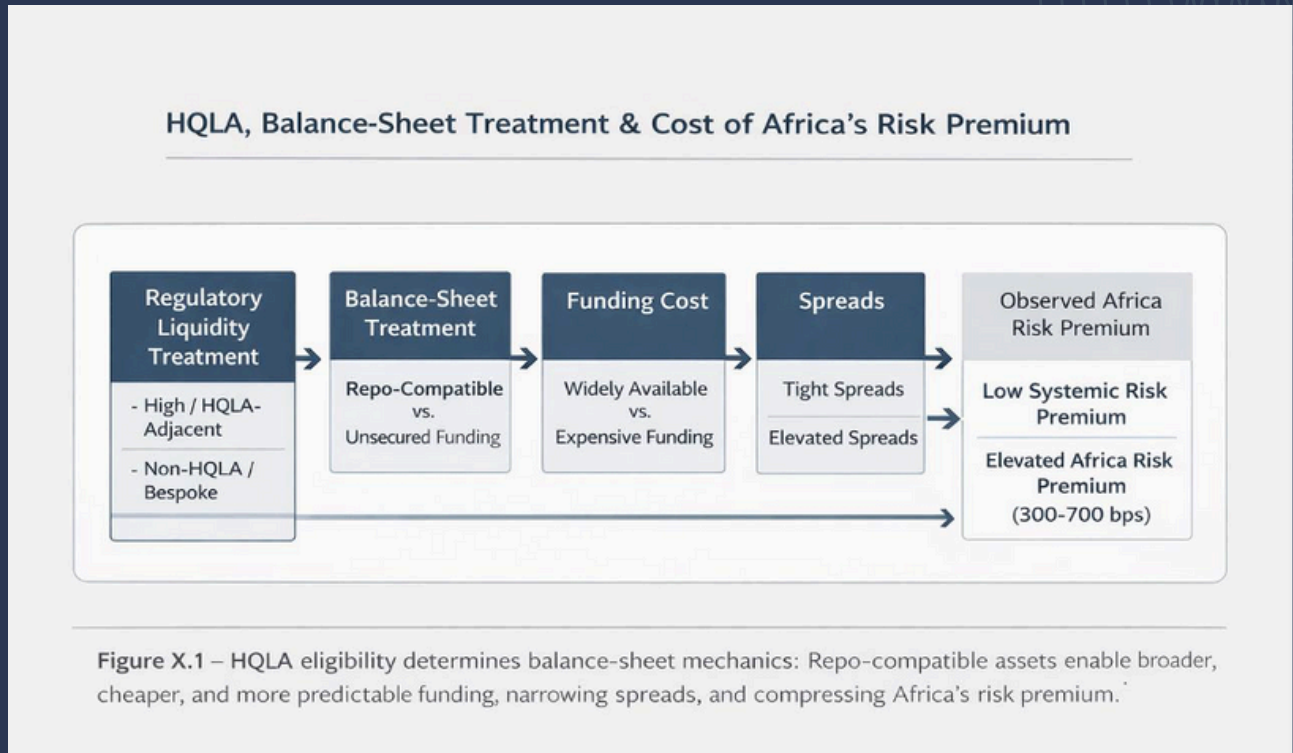 HQLA, Balance-Sheet Treatment & Cost of Africa's Risk Premium
Regulatory
Liquidity
Treatment
- High / HQLA-
Adjacent
- Non-HQLA /
Bespoke
Balance-Sheet
Treatment
Repo-Compatible
vs.
Unsecured Funding
Funding Cost
Widely Available
vs.
Expensive Funding
Spreads
Tight Spreads
Elevated Spreads
Observed Africa
Risk Premium
Low Systemic Risk
Premium
Elevated Africa Risk
Premium
(300-700 bps)
Figure X.1 – HQLA eligibility determines balance-sheet mechanics: Repo-compatible assets enable broader,
cheaper, and more predictable funding, narrowing spreads, and compressing Africa's risk premium.